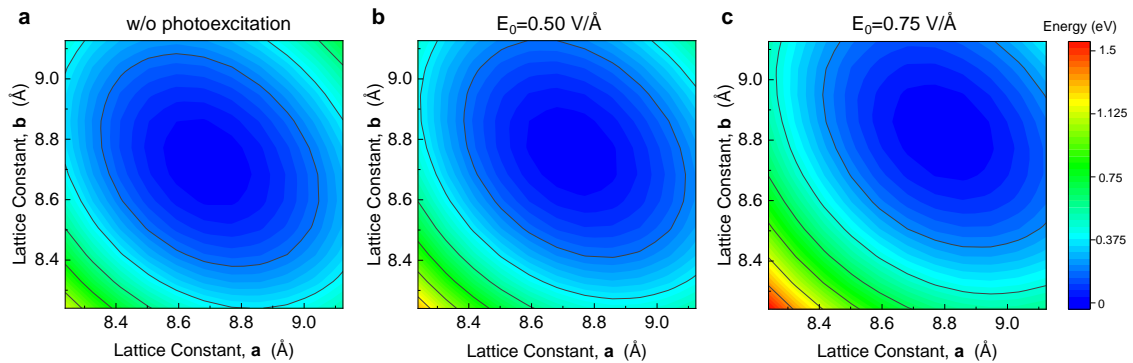 a
w/o photoexcitation
b
E₀=0.50 V/Å
c
E₀=0.75 V/Å
Energy (eV)
Lattice Constant, b (Å)
9.0
8.8
8.6
8.4
8.4
8.6
8.8
9.0
Lattice Constant, a (Å)
Lattice Constant, b (Å)
9.0
8.8
8.6
8.4
8.4
8.6
8.8
9.0
Lattice Constant, a (Å)
Lattice Constant, b (Å)
9.0
8.8
8.6
8.4
8.4
8.6
8.8
9.0
Lattice Constant, a (Å)
1.5
1.125
0.75
0.375
0